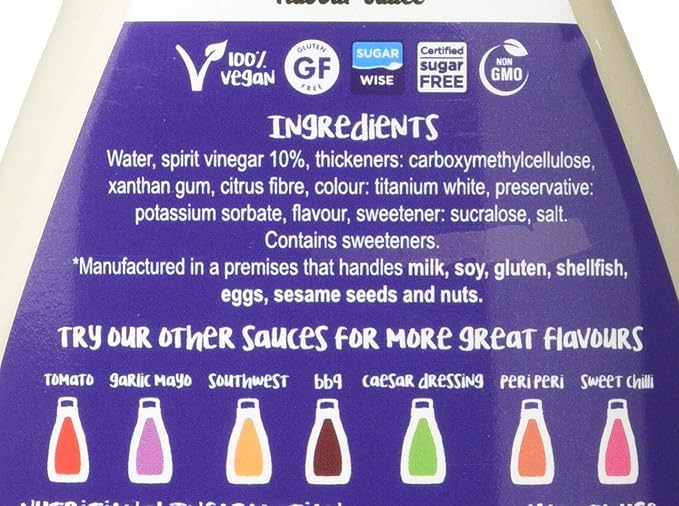 flavour sauce
100% VEGAN
GLUTEN GF FREE
SUGAR WISE
Certified sugar FREE
NON GMO
INGREDIENTS
Water, spirit vinegar 10%, thickeners: carboxymethylcellulose,
xanthan gum, citrus fibre, colour: titanium white, preservative:
potassium sorbate, flavour, sweetener: sucralose, salt.
Contains sweeteners.
*Manufactured in a premises that handles milk, soy, gluten, shellfish,
eggs, sesame seeds and nuts.
TRY OUR OTHER SAUCES FOR MORE GREAT FLAVOURS
TOMATO garlic mayo SOUTHWEST bbq caesar dressing PERI PERI SWEET CHILLI